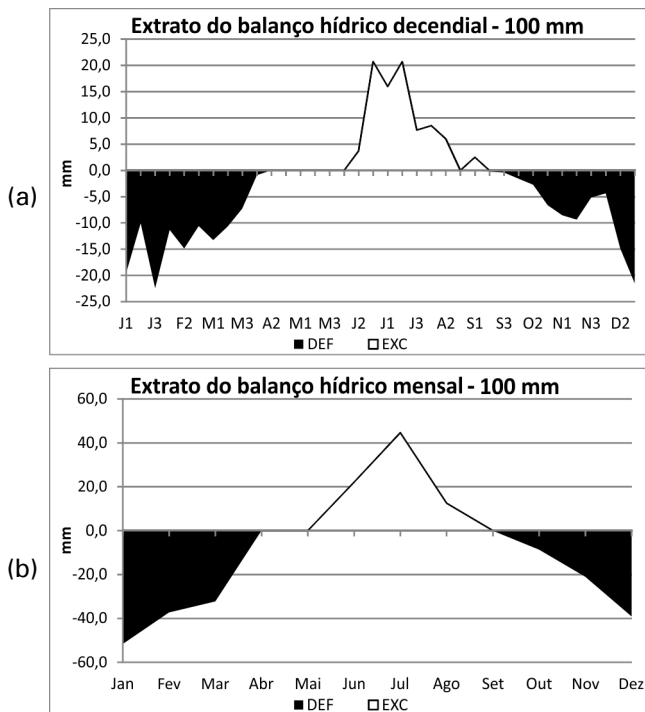 (a)
Extrato do balanço hídrico decendial - 100 mm
25,0
20,0
15,0
10,0
5,0
0,0
-5,0
-10,0
-15,0
-20,0
-25,0
mm
J1 J3 F2 M1 M3 A2 M1 M3 J2 J1 J3 A2 S1 S3 O2 N1 N3 D2
DEF EXC
(b)
Extrato do balanço hídrico mensal - 100 mm
60,0
40,0
20,0
0,0
-20,0
-40,0
-60,0
mm
Jan Fev Mar Abr Mai Jun Jul Ago Set Out Nov Dez
DEF EXC